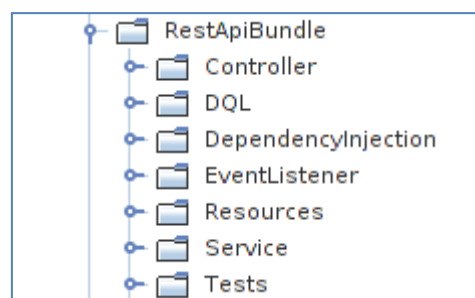 RestApiBundle
Controller
DQL
DependencyInjection
EventListener
Resources
Service
Tests